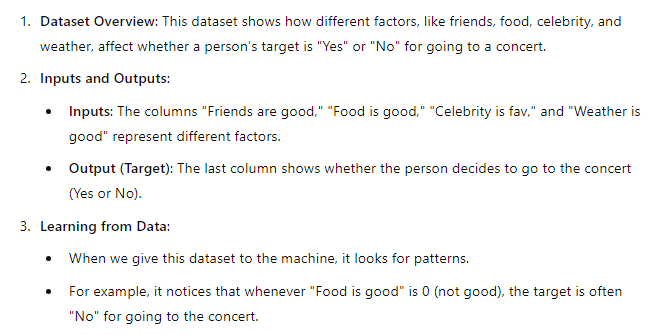 1. Dataset Overview: This dataset shows how different factors, like friends, food, celebrity, and
weather, affect whether a person's target is "Yes" or "No" for going to a concert.
2. Inputs and Outputs:
• Inputs: The columns "Friends are good," "Food is good," "Celebrity is fav," and "Weather is
good" represent different factors.
• Output (Target): The last column shows whether the person decides to go to the concert
(Yes or No).
3. Learning from Data:
• When we give this dataset to the machine, it looks for patterns.
• For example, it notices that whenever "Food is good" is 0 (not good), the target is often
"No" for going to the concert.